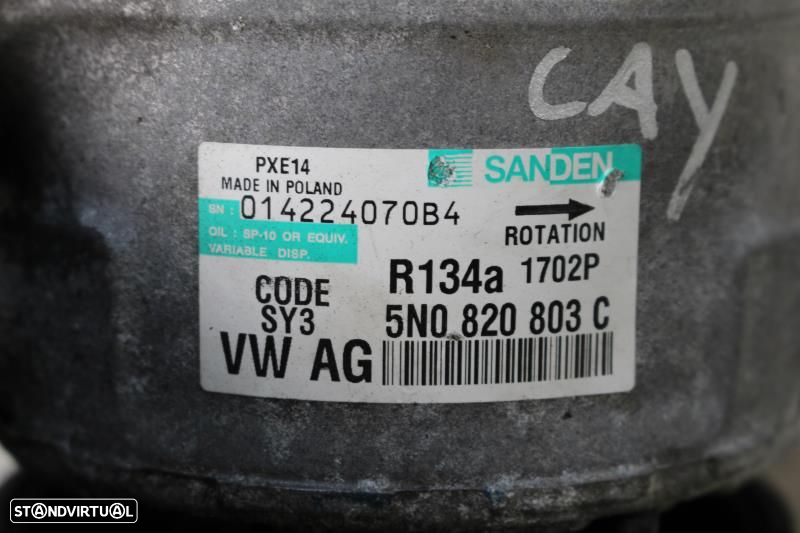 CAY
PXE14
MADE IN POLAND
SANDEN
SN : 014224070B4
OIL : SP-10 OR EQUIV.
VARIABLE DISP.
ROTATION
CODE
SY3
R134a 1702P
5N0 820 803 C
VW AG
STANDVIRTUAL